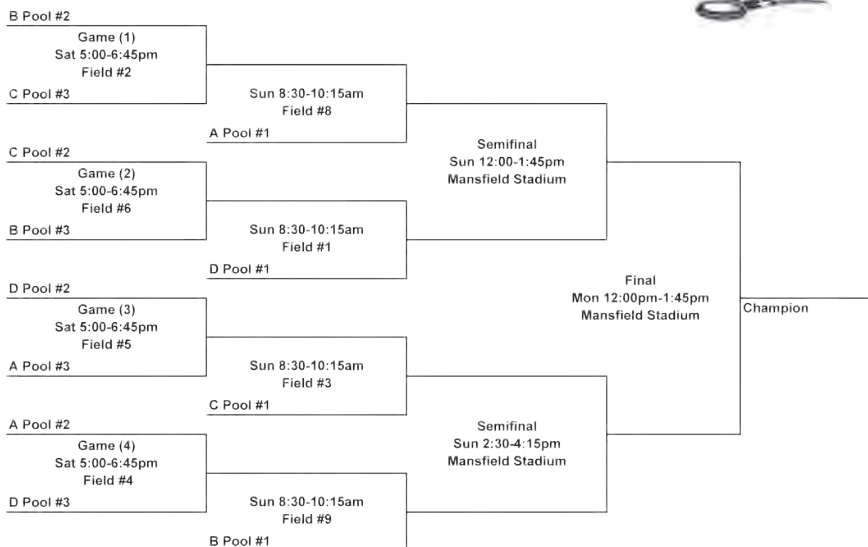 B Pool #2
Game (1)
Sat 5:00-6:45pm
Field #2
C Pool #3
Sun 8:30-10:15am
Field #8
A Pool #1
C Pool #2
Game (2)
Sat 5:00-6:45pm
Field #6
B Pool #3
Sun 8:30-10:15am
Field #1
D Pool #1
Semifinal
Sun 12:00-1:45pm
Mansfield Stadium
D Pool #2
Game (3)
Sat 5:00-6:45pm
Field #5
A Pool #3
Sun 8:30-10:15am
Field #3
C Pool #1
A Pool #2
Game (4)
Sat 5:00-6:45pm
Field #4
D Pool #3
Sun 8:30-10:15am
Field #9
B Pool #1
Semifinal
Sun 2:30-4:15pm
Mansfield Stadium
Final
Mon 12:00pm-1:45pm
Mansfield Stadium
Champion